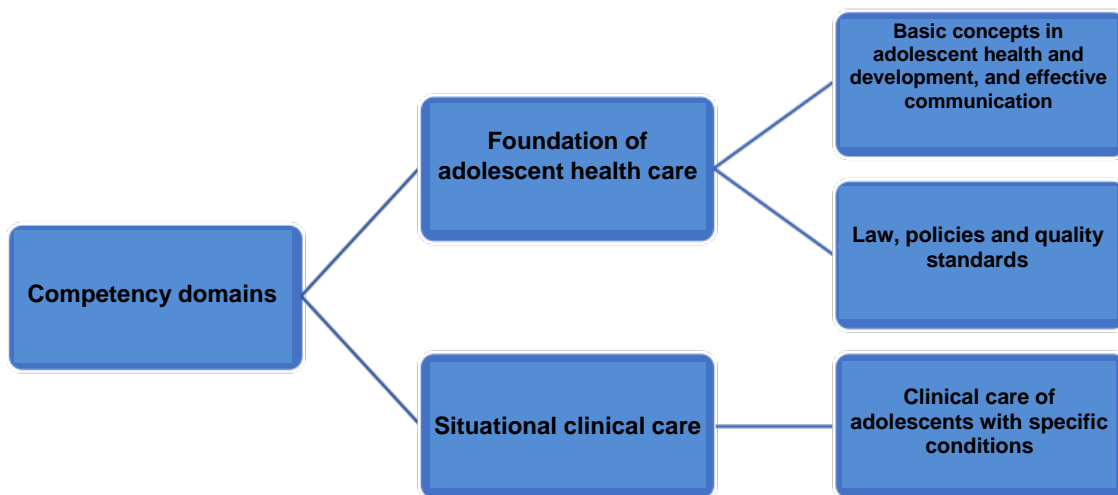 Competency domains
Foundation of
adolescent health care
Situational clinical care
Basic concepts in
adolescent health and
development, and effective
communication
Law, policies and quality
standards
Clinical care of
adolescents with specific
conditions